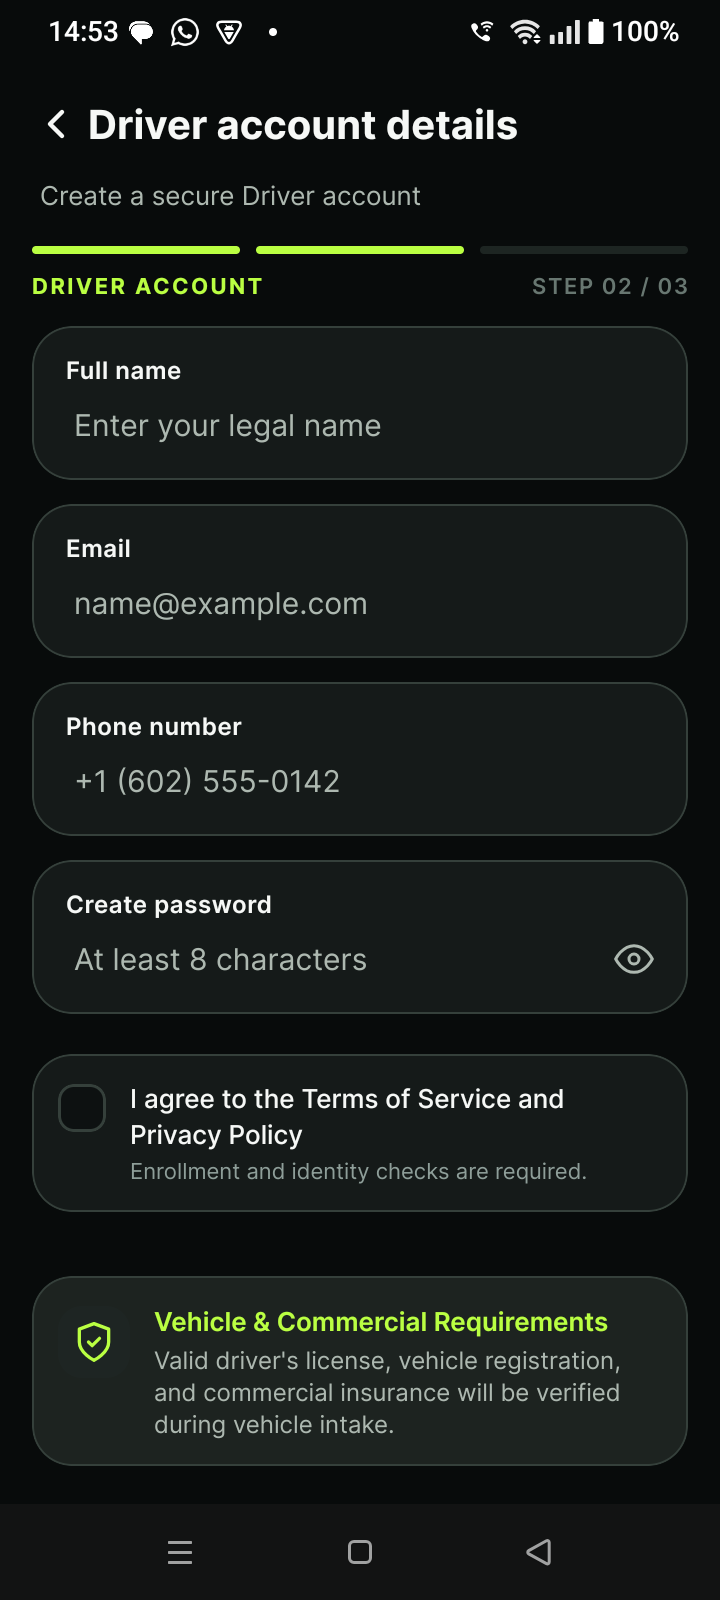 14:53
100%
Driver account details
Create a secure Driver account
DRIVER ACCOUNT
STEP 02 / 03
Full name
Enter your legal name
Email
name@example.com
Phone number
+1 (602) 555-0142
Create password
At least 8 characters
I agree to the Terms of Service and
Privacy Policy
Enrollment and identity checks are required.
Vehicle & Commercial Requirements
Valid driver's license, vehicle registration,
and commercial insurance will be verified
during vehicle intake.